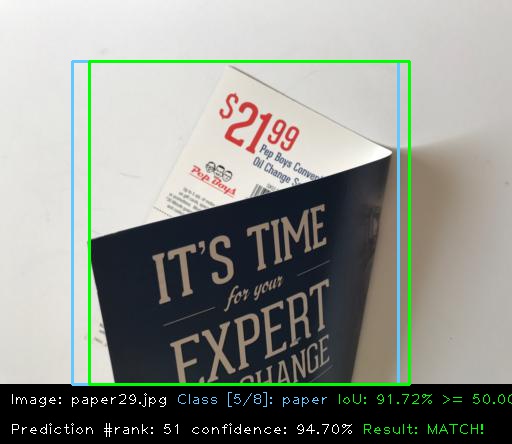 $21 99
Pep Boys
Oil Change
Pep Boys
IT'S TIME
for your
EXPERT
CHANGE
Image: paper29.jpg Class [5/8]: paper IoU: 91.72% >= 50.00
Prediction #rank: 51 confidence: 94.70% Result: MATCH!